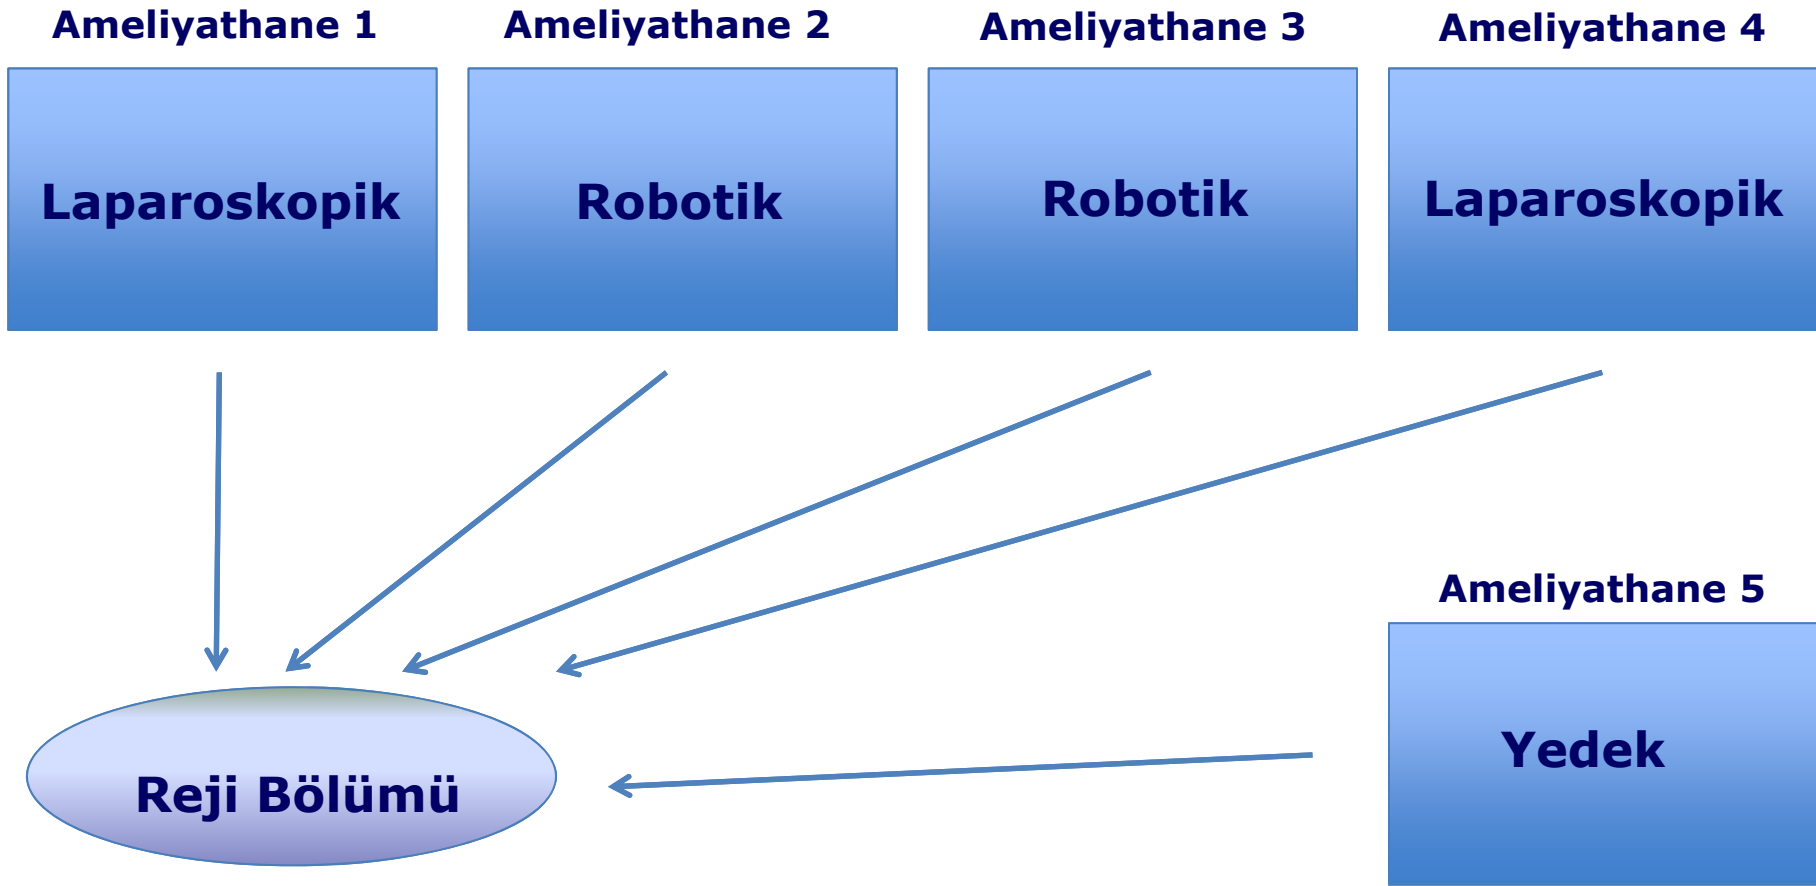 Ameliyathane 1
Ameliyathane 2
Ameliyathane 3
Ameliyathane 4
Laparoskopik
Robotik
Robotik
Laparoskopik
Ameliyathane 5
Yedek
Reji Bölümü